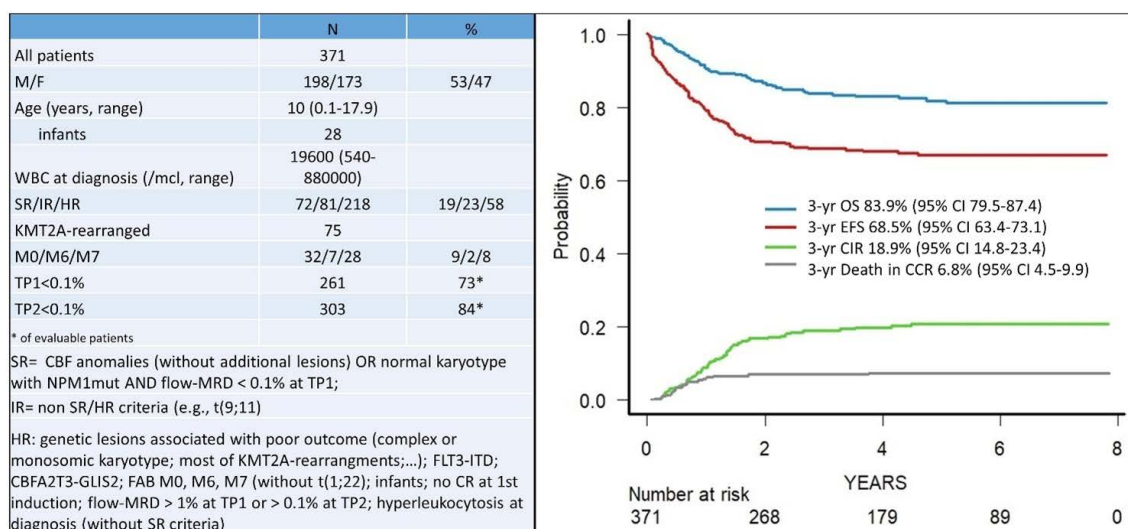 N %
All patients 371
M/F 198/173 53/47
Age (years, range) 10 (0.1-17.9)
infants 28
WBC at diagnosis (/mcl, range) 19600 (540-
880000)
SR/IR/HR 72/81/218 19/23/58
KMT2A-rearranged 75
M0/M6/M7 32/7/28 9/2/8
TP1<0.1% 261 73*
TP2<0.1% 303 84*
* of evaluable patients
SR= CBF anomalies (without additional lesions) OR normal karyotype
with NPM1mut AND flow-MRD < 0.1% at TP1;
IR= non SR/HR criteria (e.g., t(9;11)
HR: genetic lesions associated with poor outcome (complex or
monosomic karyotype; most of KMT2A-rearrangments;...); FLT3-ITD;
CBFA2T3-GLIS2; FAB M0, M6, M7 (without t(1;22); infants; no CR at 1st
induction; flow-MRD > 1% at TP1 or > 0.1% at TP2; hyperleukocytosis at
diagnosis (without SR criteria)
Probability
1.0
0.8
0.6
0.4
0.2
0.0
3-yr OS 83.9% (95% CI 79.5-87.4)
3-yr EFS 68.5% (95% CI 63.4-73.1)
3-yr CIR 18.9% (95% CI 14.8-23.4)
3-yr Death in CCR 6.8% (95% CI 4.5-9.9)
0 2 4 6 8
YEARS
Number at risk
371 268 179 89 0